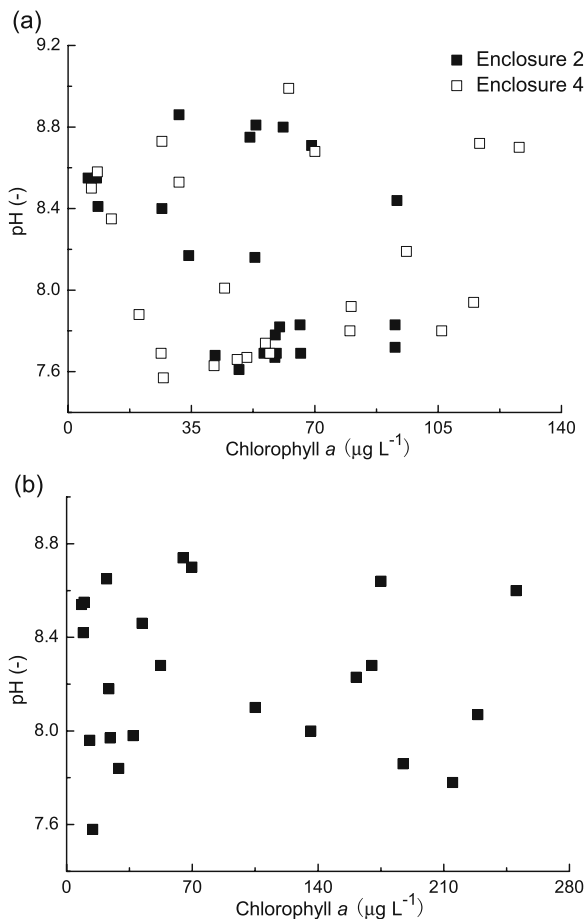 (a)
9.2
Enclosure 2
Enclosure 4
8.8
8.4
8.0
7.6
pH (-)
0 35 70 105 140
Chlorophyll a (μg L⁻¹)
(b)
8.8
8.4
8.0
7.6
pH (-)
0 70 140 210 280
Chlorophyll a (μg L⁻¹)